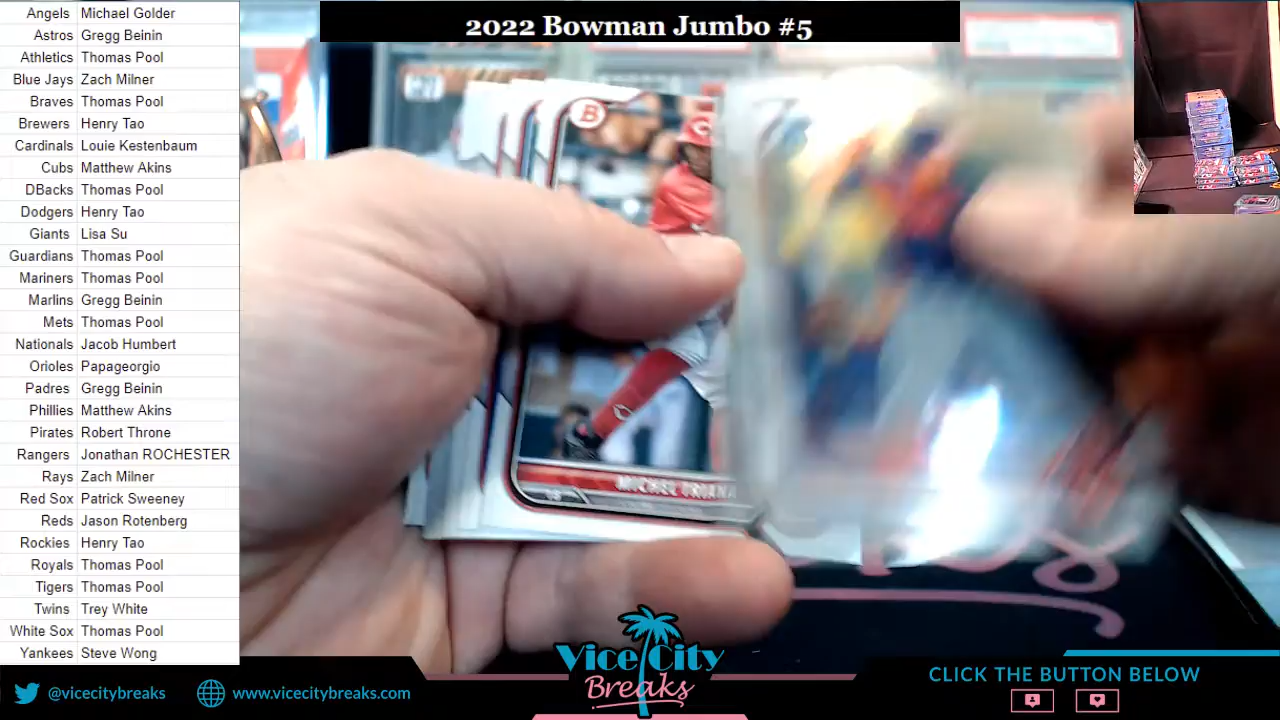 2022 Bowman Jumbo #5
Angels Michael Golder
Astros Gregg Beinin
Athletics Thomas Pool
Blue Jays Zach Milner
Braves Thomas Pool
Brewers Henry Tao
Cardinals Louie Kestenbaum
Cubs Matthew Akins
DBacks Thomas Pool
Dodgers Henry Tao
Giants Lisa Su
Guardians Thomas Pool
Mariners Thomas Pool
Marlins Gregg Beinin
Mets Thomas Pool
Nationals Jacob Humbert
Orioles Papageorgio
Padres Gregg Beinin
Phillies Matthew Akins
Pirates Robert Throne
Rangers Jonathan ROCHESTER
Rays Zach Milner
Red Sox Patrick Sweeney
Reds Jason Rotenberg
Rockies Henry Tao
Royals Thomas Pool
Tigers Thomas Pool
Twins Trey White
White Sox Thomas Pool
Yankees Steve Wong
B
MICHEL TRIAN
@vicecitybreaks
www.vicecitybreaks.com
Vice City
Breaks
CLICK THE BUTTON BELOW